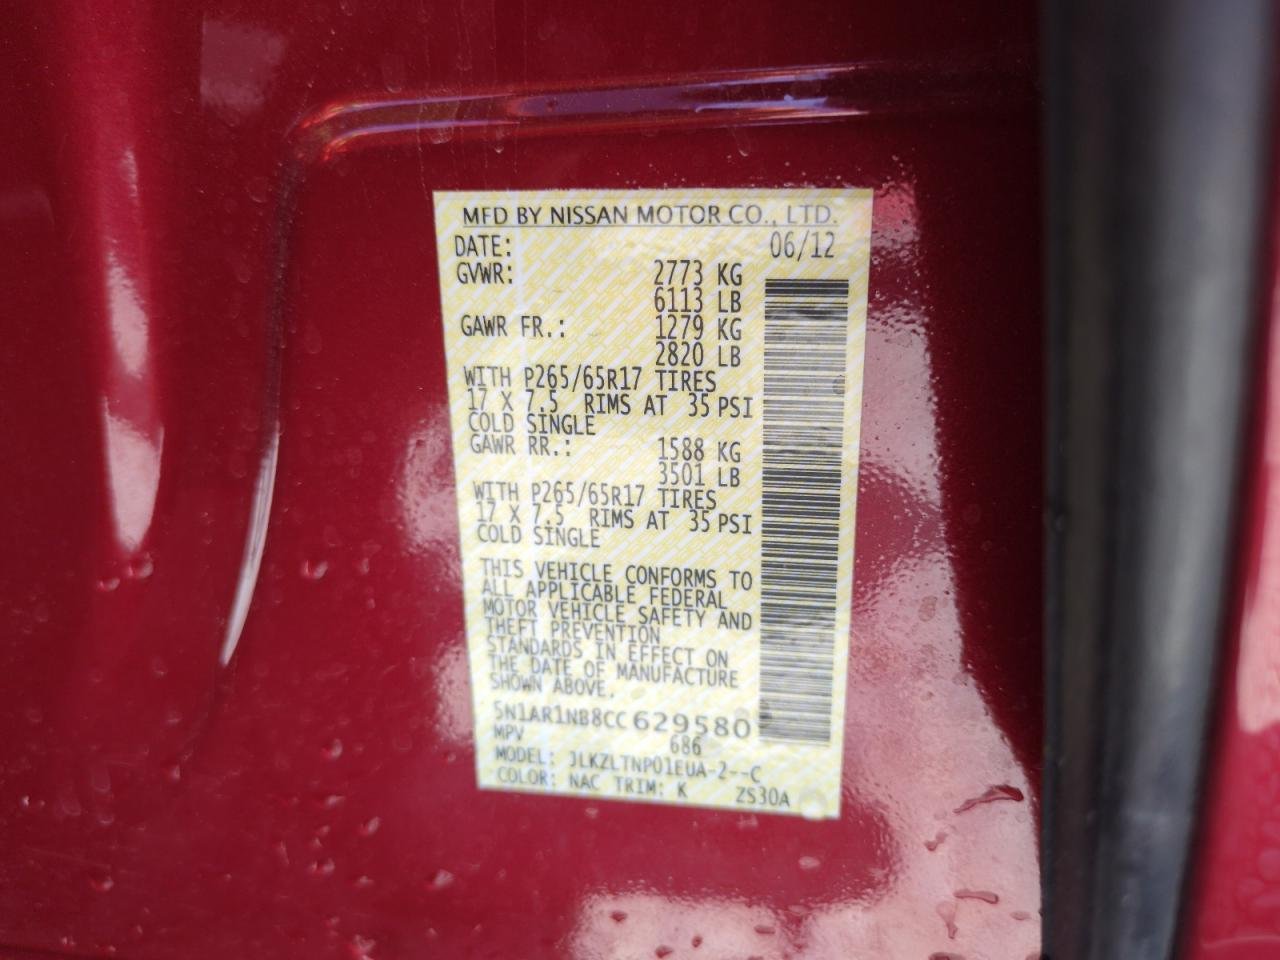 MFD BY NISSAN MOTOR CO., LTD.
DATE: 06/12
GVWR: 2773 KG
6113 LB
GAWR FR.: 1279 KG
2820 LB
WITH P265/65R17 TIRES
17 X 7.5 RIMS AT 35 PSI
COLD SINGLE
GAWR RR.: 1588 KG
3501 LB
WITH P265/65R17 TIRES
17 X 7.5 RIMS AT 35 PSI
COLD SINGLE
THIS VEHICLE CONFORMS TO
ALL APPLICABLE FEDERAL
MOTOR VEHICLE SAFETY AND
THEFT PREVENTION
STANDARDS IN EFFECT ON
THE DATE OF MANUFACTURE
SHOWN ABOVE.
5N1AR1NB8CC629580
MPV 686
MODEL: JLKZLTNP01EUA-2--C
COLOR: NAC TRIM: K ZS30A